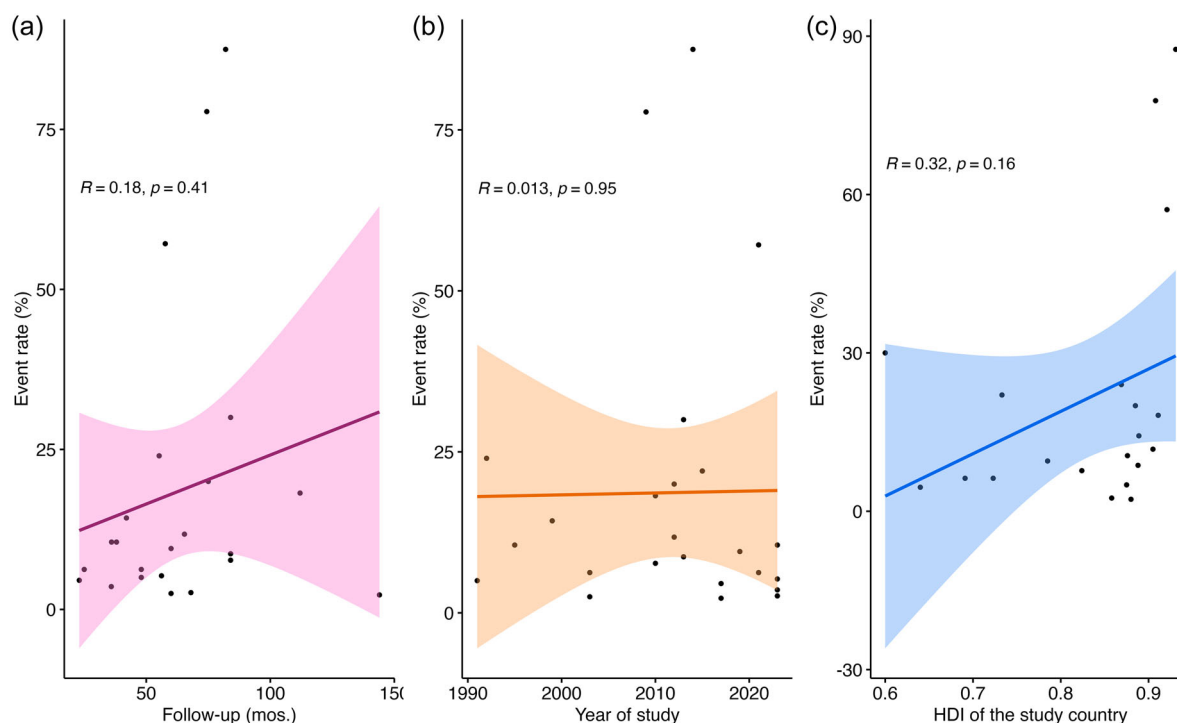 (a)
Event rate (%)
75
50
25
0
R = 0.18, p = 0.41
50
100
150
Follow-up (mos.)
(b)
Event rate (%)
75
50
25
0
R = 0.013, p = 0.95
1990
2000
2010
2020
Year of study
(c)
Event rate (%)
90
60
30
0
-30
R = 0.32, p = 0.16
0.6
0.7
0.8
0.9
HDI of the study country